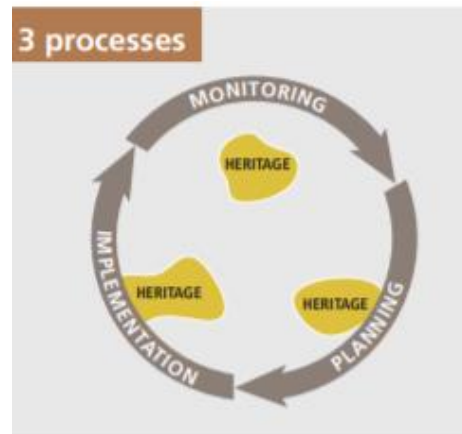 3 processes
MONITORING
HERITAGE
IMPLEMENTATION
HERITAGE
HERITAGE
PLANNING